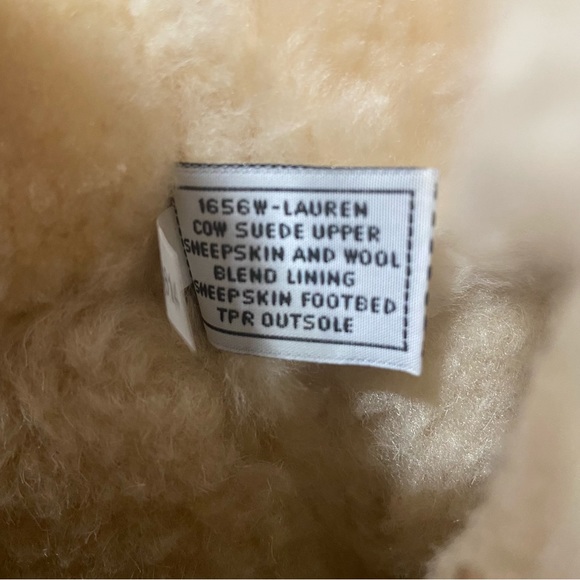 1656W-LAUREN
COW SUEDE UPPER
SHEEPSKIN AND WOOL
BLEND LINING
SHEEPSKIN FOOTBED
TPR OUTSOLE